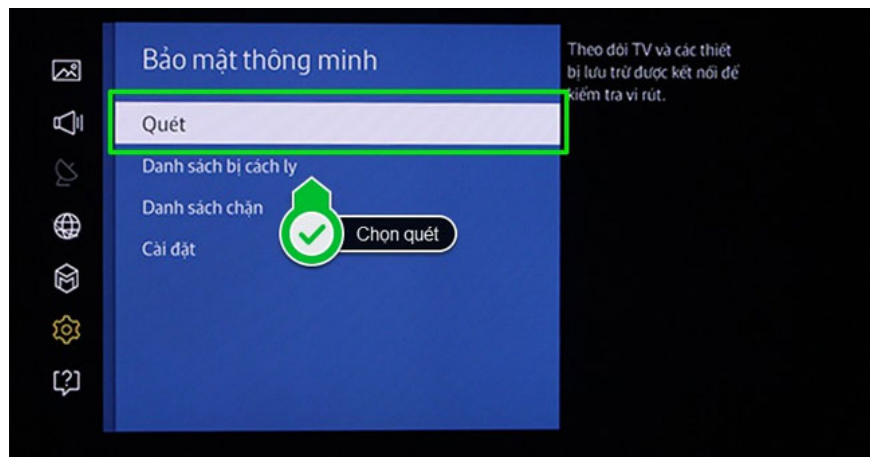 Bảo mật thông minh
Theo dõi TV và các thiết
bị lưu trữ được kết nối để
kiểm tra vi rút.
Quét
Danh sách bị cách ly
Danh sách chặn
Chọn quét
Cài đặt
[?]